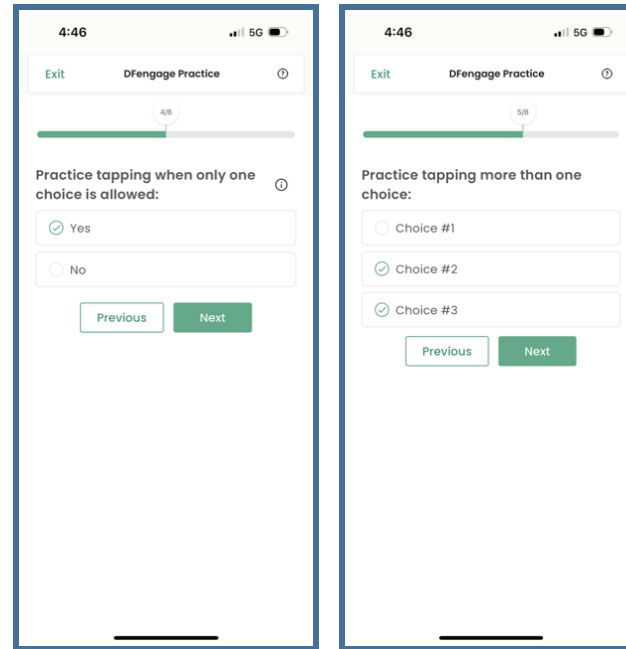 4:46
5G
Exit
DFengage Practice
4/8
Practice tapping when only one
choice is allowed:
Yes
No
Previous
Next
4:46
5G
Exit
DFengage Practice
5/8
Practice tapping more than one
choice:
Choice #1
Choice #2
Choice #3
Previous
Next